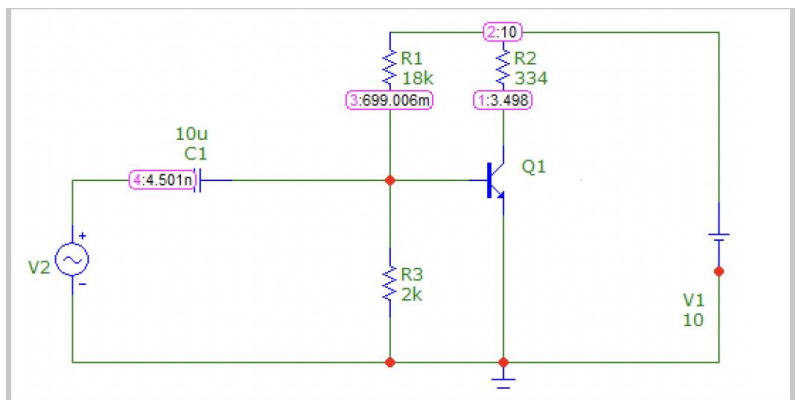 2:10
R1
18k
R2
334
3:699.006m
1:3.498
10u
C1
4:4.501n
Q1
+
V2
-
R3
2k
V1
10